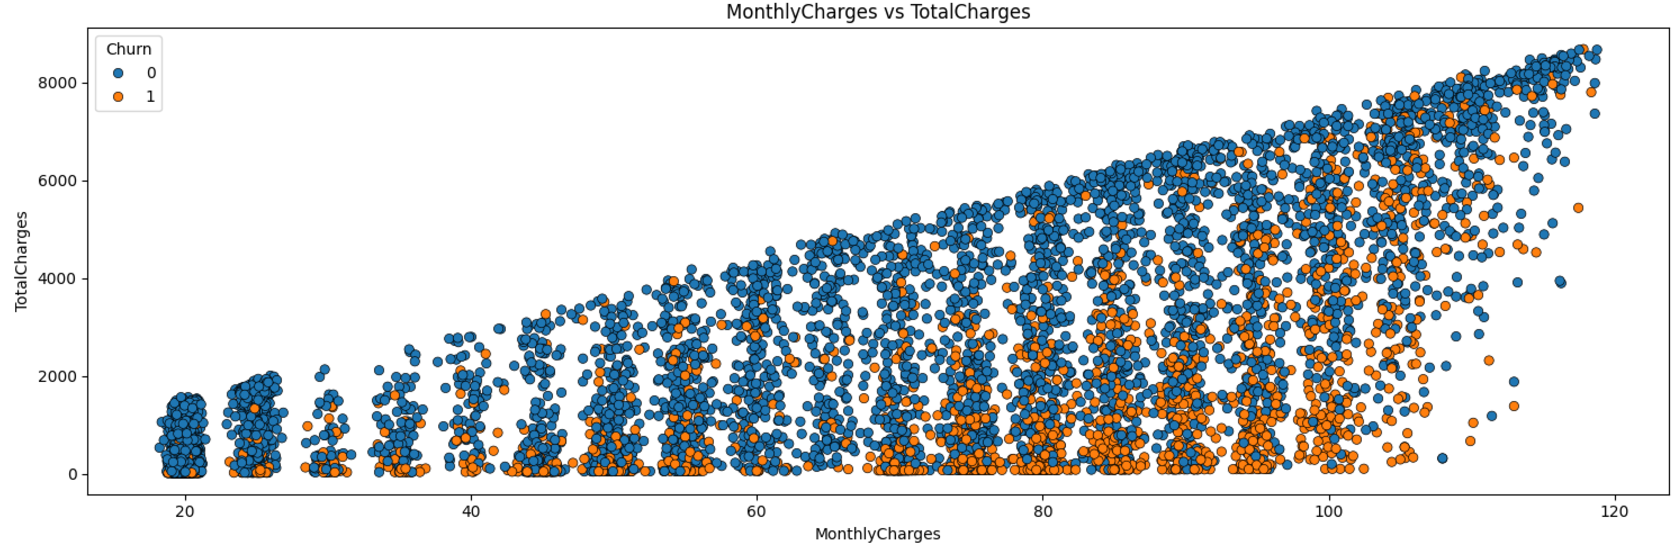 MonthlyCharges vs TotalCharges
Churn
0
1
8000
6000
4000
2000
0
TotalCharges
20 40 60 80 100 120
MonthlyCharges